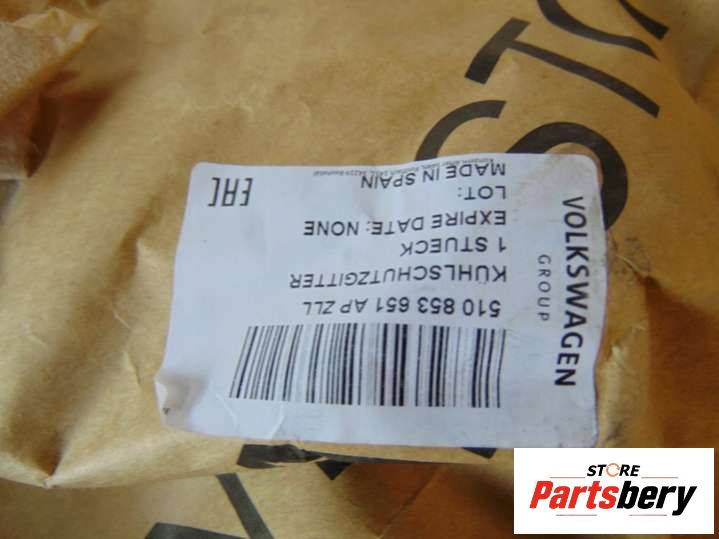 VOLKSWAGEN
GROUP
510 853 651 AP ZLL
KÜHLSCHUTZGITTER
1 STUECK
EXPIRE DATE: NONE
LOT:
MADE IN SPAIN
EAC
STORE
Partsbery